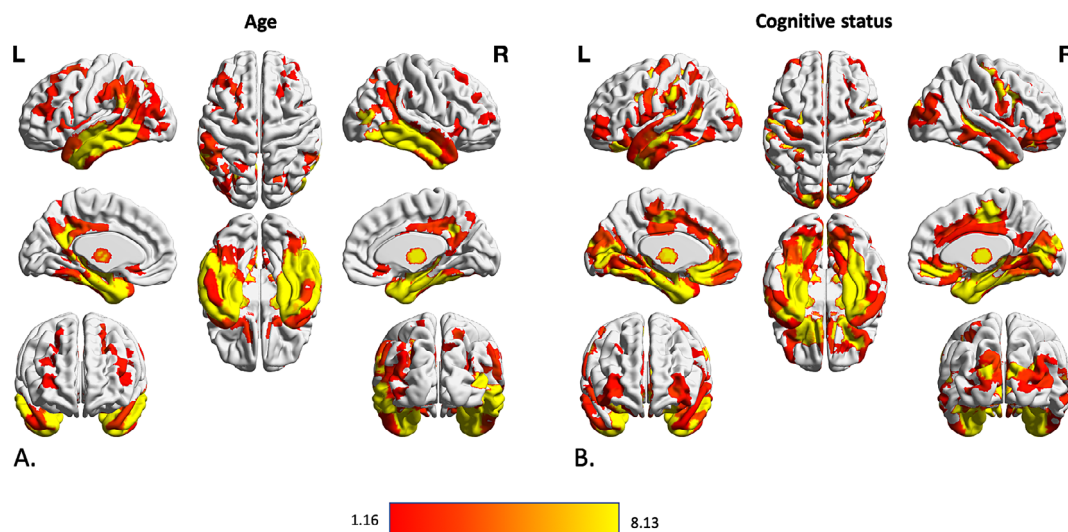 Age
Cognitive status
L
R
L
R
A.
B.
1.16
8.13